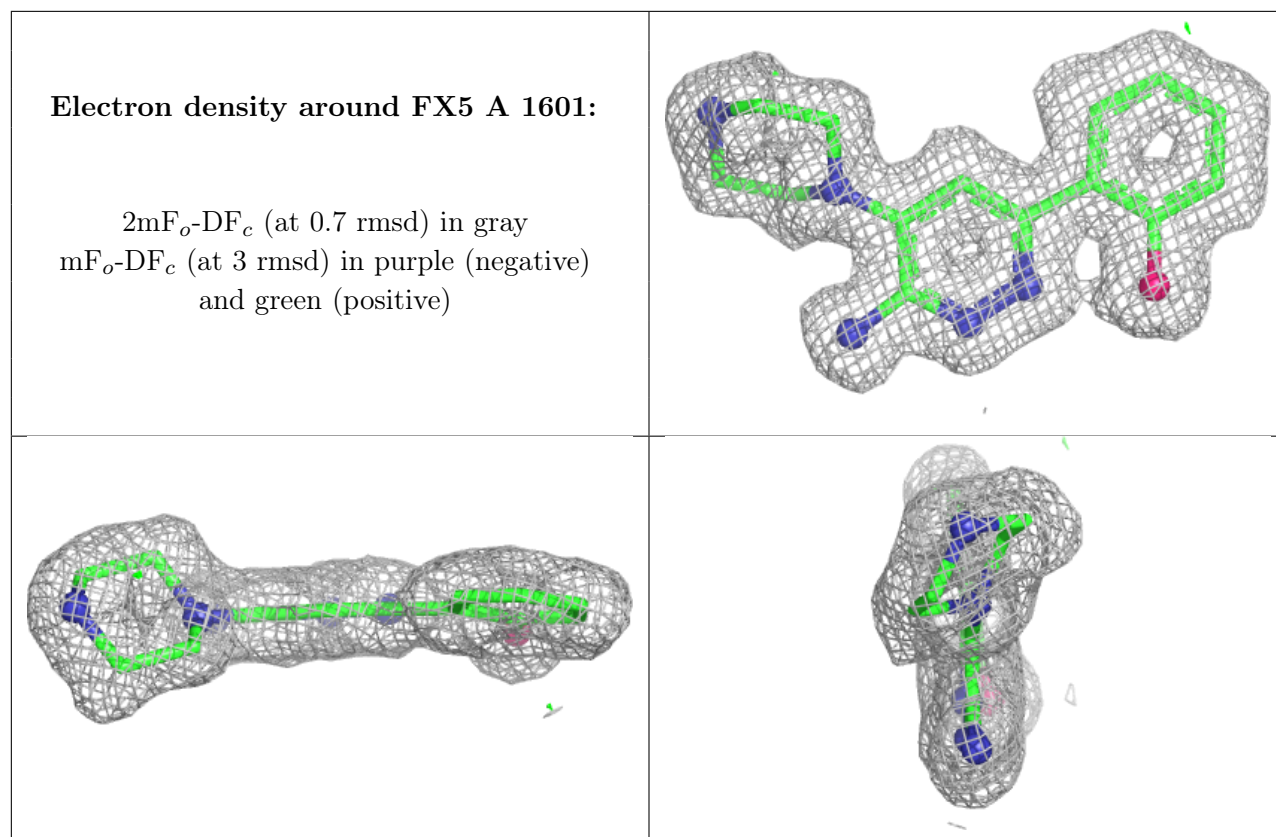 Electron density around FX5 A 1601:
2mFo-DFc (at 0.7 rmsd) in gray
mFo-DFc (at 3 rmsd) in purple (negative)
and green (positive)